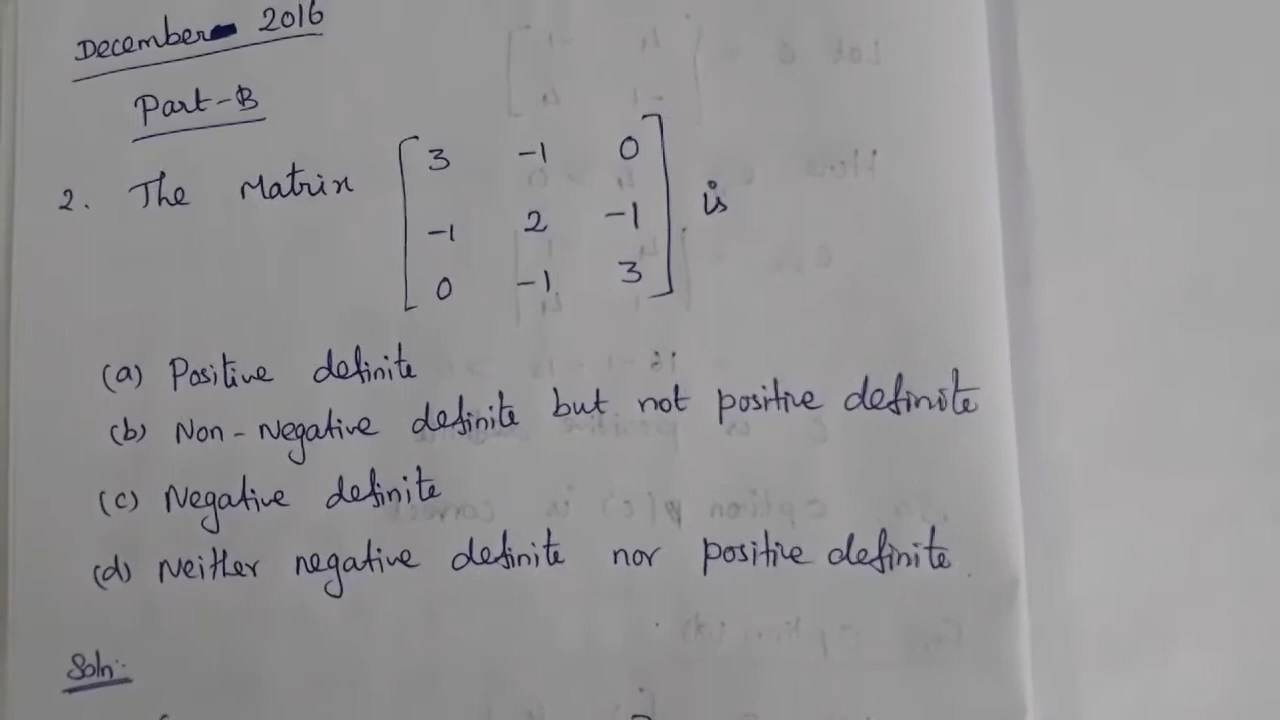 December 2016
Part-B
2. The Matrix [3 -1 0
-1 2 -1
0 -1 3] is
(a) Positive definite
(b) Non-Negative definite but not positive definite
(c) Negative definite
(d) Neither negative definite nor positive definite.
Soln: